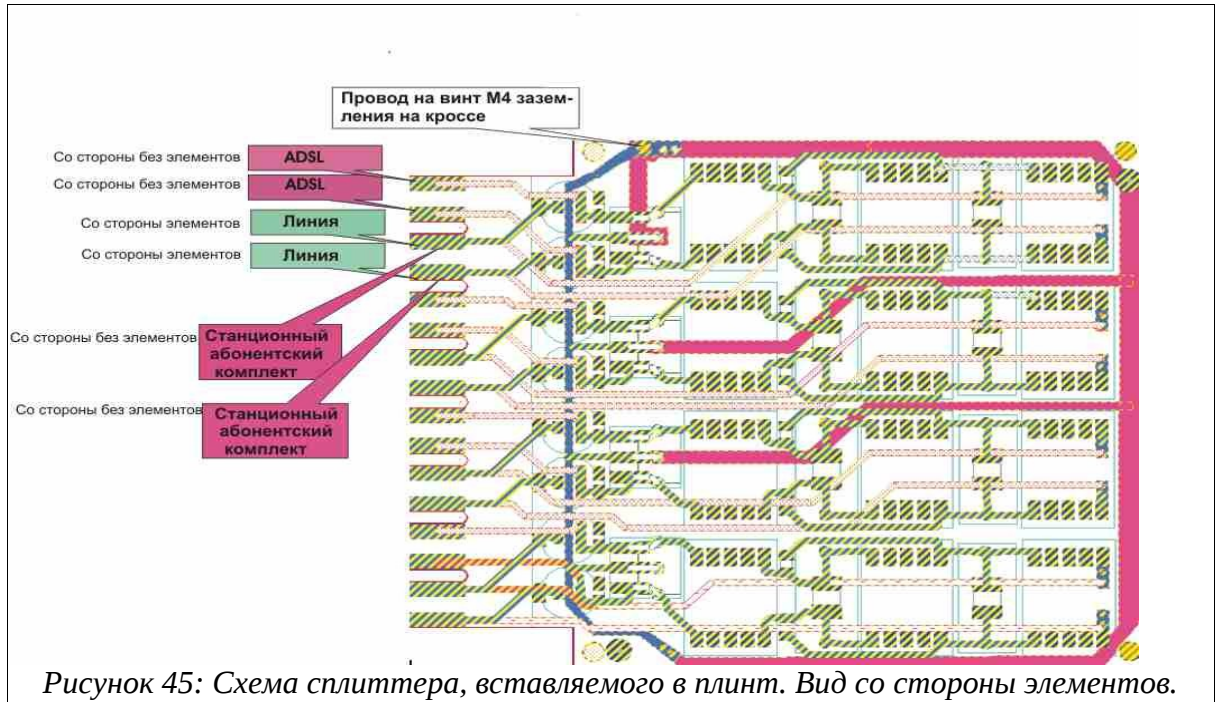 Провод на винт М4 зазем-
ления на кроссе
Со стороны без элементов ADSL
Со стороны без элементов ADSL
Со стороны элементов Линия
Со стороны элементов Линия
Со стороны без элементов Станционный
абонентский
комплект
Со стороны без элементов Станционный
абонентский
комплект
Рисунок 45: Схема сплиттера, вставляемого в плинт. Вид со стороны элементов.